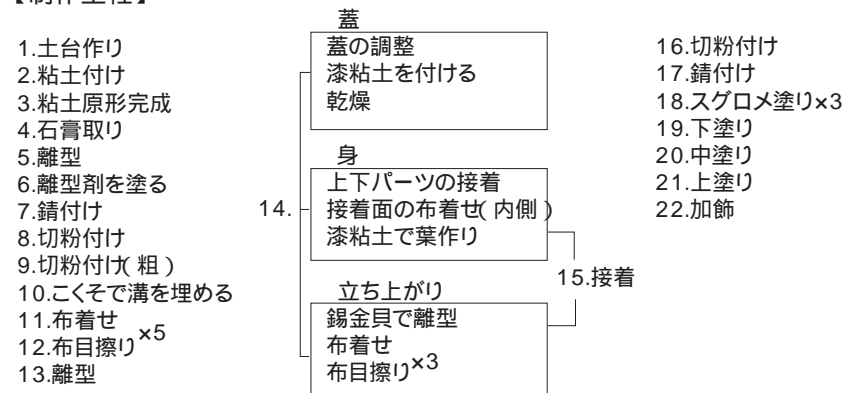 【制作工程】
1.土台作り
2.粘土付け
3.粘土原形完成
4.石膏取り
5.離型
6.離型剤を塗る
7.錆付け
8.切粉付け
9.切粉付け(粗)
10.こくそで溝を埋める
11.布着せ
12.布目擦り×5
13.離型
14.
蓋
蓋の調整
漆粘土を付ける
乾燥
身
上下パーツの接着
接着面の布着せ(内側)
漆粘土で葉作り
立ち上がり
錫金貝で離型
布着せ
布目擦り×3
15.接着
16.切粉付け
17.錆付け
18.スグロメ塗り×3
19.下塗り
20.中塗り
21.上塗り
22.加飾